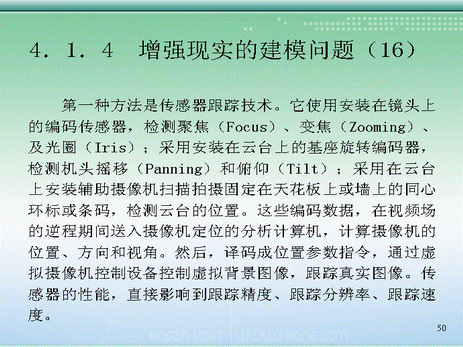 4.1.4 增强现实的建模问题（16）
第一种方法是传感器跟踪技术。它使用安装在镜头上
的编码传感器，检测聚焦（Focus）、变焦（Zooming）、
及光圈（Iris）；采用安装在云台上的基座旋转编码器，
检测机头摇移（Panning）和俯仰（Tilt）；采用在云台
上安装辅助摄像机扫描拍摄固定在天花板上或墙上的同心
环标或条码，检测云台的位置。这些编码数据，在视频场
的逆程期间送入摄像机定位的分析计算机，计算摄像机的
位置、方向和视角。然后，译码成位置参数指令，通过虚
拟摄像机控制设备控制虚拟背景图像，跟踪真实图像。传
感器的性能，直接影响到跟踪精度、跟踪分辨率、跟踪速
度。
50